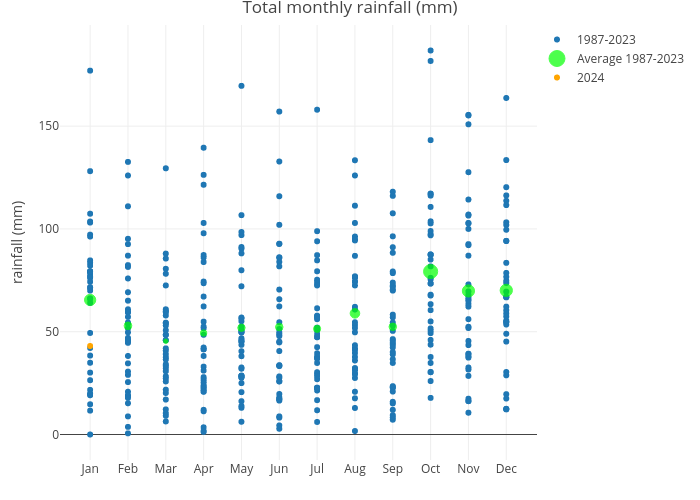 Total monthly rainfall (mm)
1987-2023
Average 1987-2023
2024
rainfall (mm)
150
100
50
0
Jan Feb Mar Apr May Jun Jul Aug Sep Oct Nov Dec